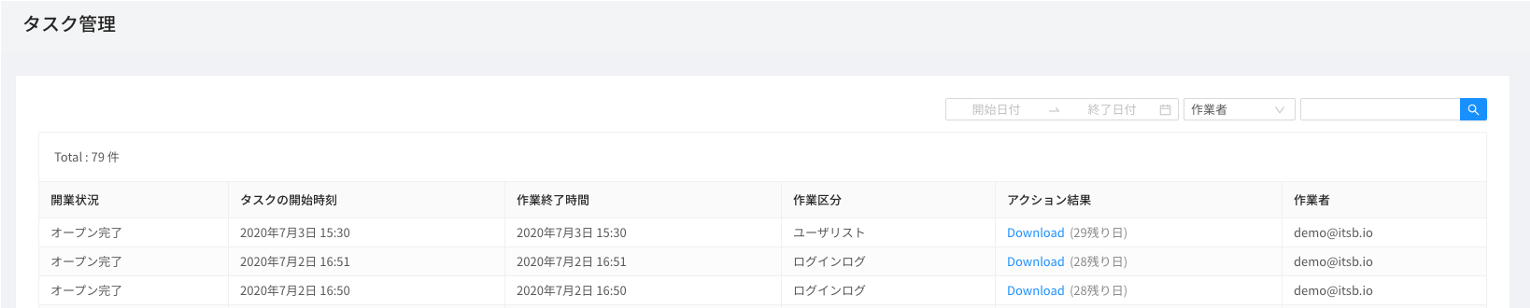 タスク管理
開始日付 → 終了日付 作業者
Total : 79 件
開業状況 タスクの開始時刻 作業終了時間 作業区分 アクション結果 作業者
オープン完了 2020年7月3日 15:30 2020年7月3日 15:30 ユーザリスト Download (29残り日) demo@itsb.io
オープン完了 2020年7月2日 16:51 2020年7月2日 16:51 ログインログ Download (28残り日) demo@itsb.io
オープン完了 2020年7月2日 16:50 2020年7月2日 16:50 ログインログ Download (28残り日) demo@itsb.io